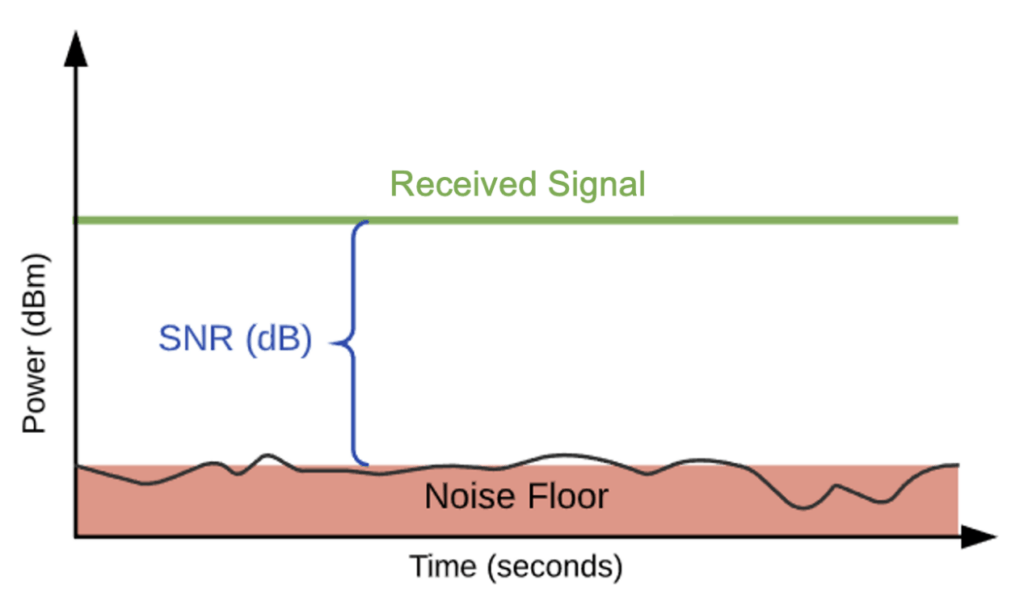 Received Signal
Power (dBm)
SNR (dB)
Noise Floor
Time (seconds)